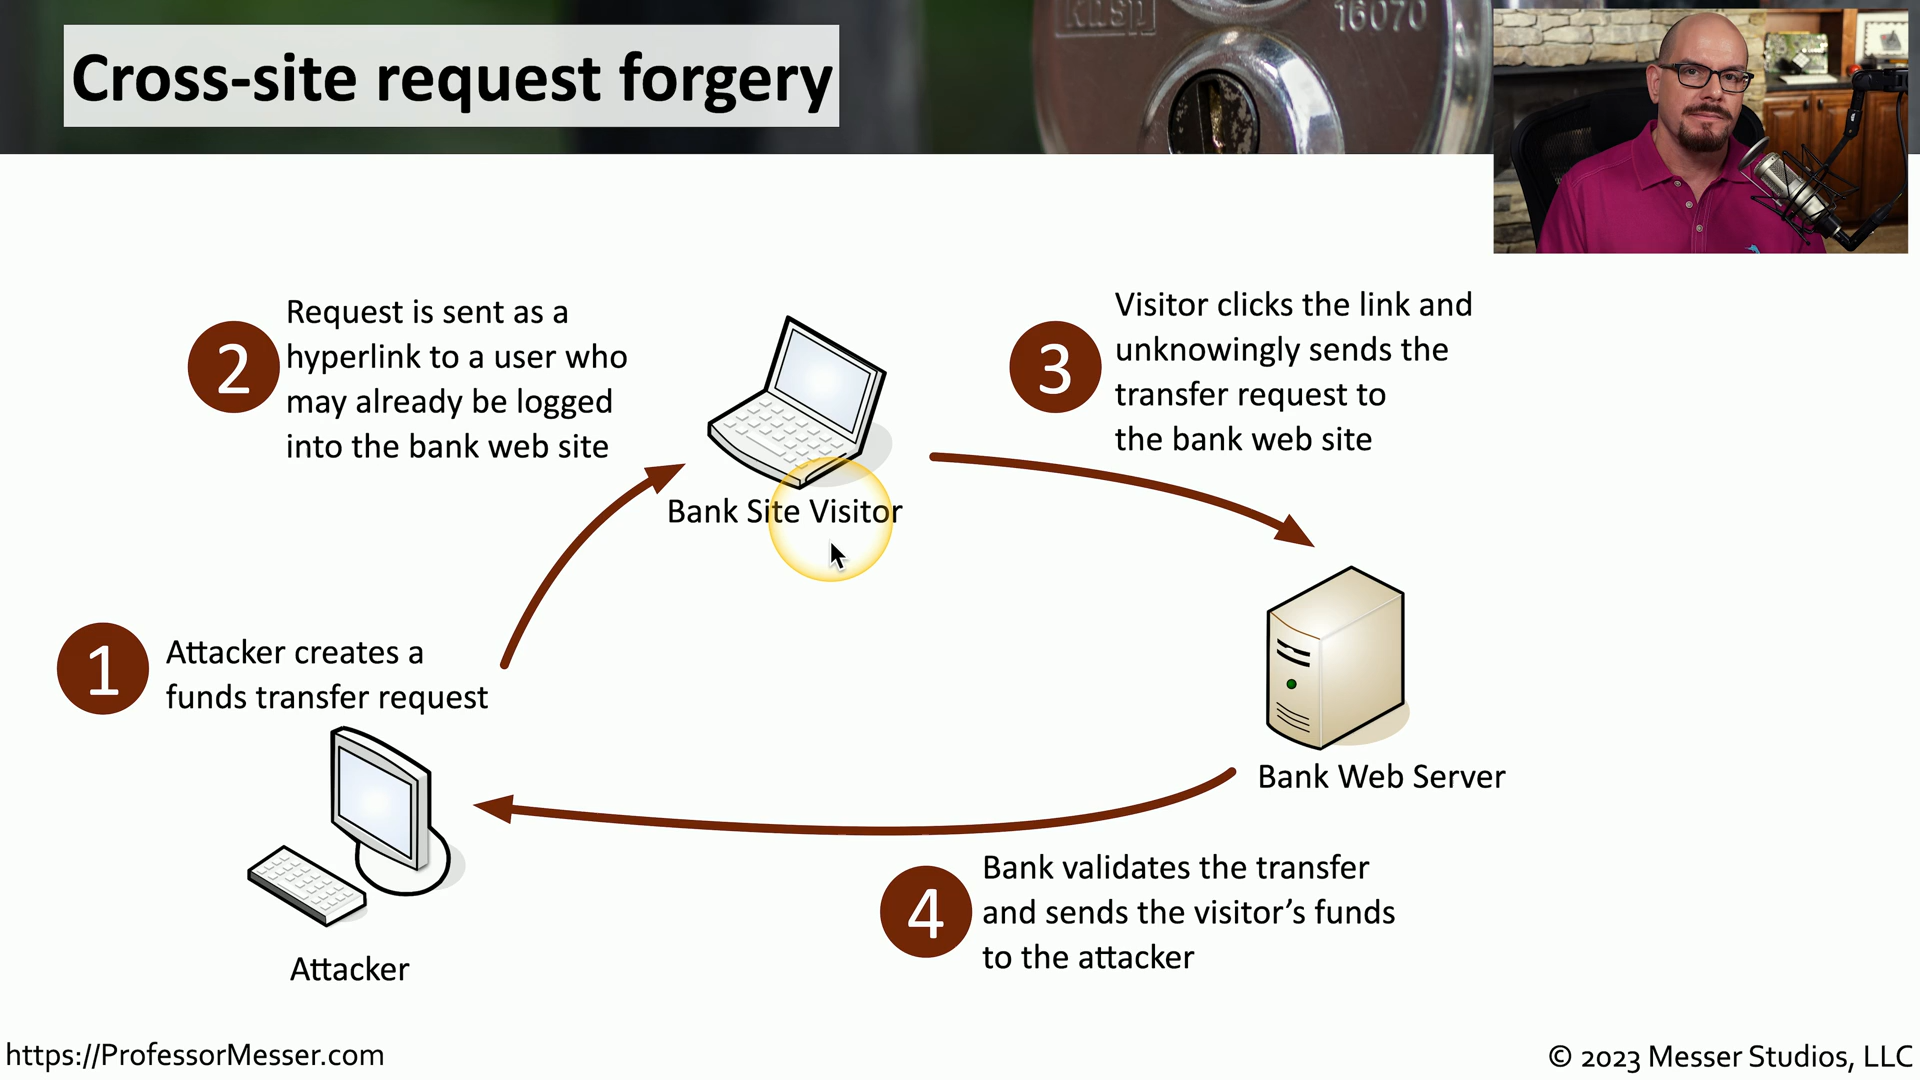 Cross-site request forgery
16070
2
Request is sent as a
hyperlink to a user who
may already be logged
into the bank web site
3
Visitor clicks the link and
unknowingly sends the
transfer request to
the bank web site
Bank Site Visitor
1
Attacker creates a
funds transfer request
Bank Web Server
4
Bank validates the transfer
and sends the visitor’s funds
to the attacker
Attacker
https://ProfessorMesser.com
© 2023 Messer Studios, LLC